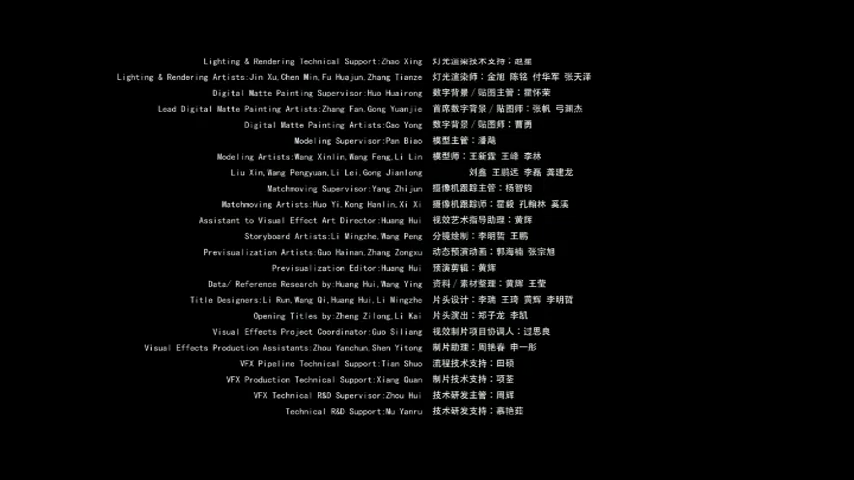 Lighting & Rendering Technical Support:Zhao Xing 灯光渲染技术支持:赵星
Lighting & Rendering Artists:Jin Xu,Chen Min,Fu Huajun,Zhang Tianze 灯光渲染师:金旭 陈铭 付华军 张天泽
Digital Matte Painting Supervisor:Huo Huairong 数字背景/贴图主管:霍怀荣
Lead Digital Matte Painting Artists:Zhang Fan,Gong Yuanjie 首席数字背景/贴图师:张帆 弓渊杰
Digital Matte Painting Artists:Cao Yong 数字背景/贴图师:曹勇
Modeling Supervisor:Pan Biao 模型主管:潘飚
Modeling Artists:Wang Xinlin,Wang Feng,Li Lin 模型师:王新霖 王峰 李林
Liu Xin,Wang Pengyuan,Li Lei,Gong Jianlong 刘鑫 王鹏远 李磊 龚建龙
Matchmoving Supervisor:Yang Zhijun 摄像机跟踪主管:杨智钧
Matchmoving Artists:Huo Yi,Kong Hanlin,Xi Xi 摄像机跟踪师:霍毅 孔翰林 奚溪
Assistant to Visual Effect Art Director:Huang Hui 视效艺术指导助理:黄辉
Storyboard Artists:Li Mingzhe,Wang Peng 分镜绘制:李明哲 王鹏
Previsualization Artists:Guo Hainan,Zhang Zongxu 动态预演动画:郭海楠 张宗旭
Previsualization Editor:Huang Hui 预演剪辑:黄辉
Data/ Reference Research by:Huang Hui,Wang Ying 资料/素材整理:黄辉 王莹
Title Designers:Li Run,Wang Qi,Huang Hui,Li Mingzhe 片头设计:李瑞 王琦 黄辉 李明哲
Opening Titles by:Zheng Zilong,Li Kai 片头演出:郑子龙 李凯
Visual Effects Project Coordinator:Guo Siliang 视效制片项目协调人:过思良
Visual Effects Production Assistants:Zhou Yanchun,Shen Yitong 制片助理:周艳春 申一彤
VFX Pipeline Technical Support:Tian Shuo 流程技术支持:田硕
VFX Production Technical Support:Xiang Quan 制片技术支持:项荃
VFX Technical R&D Supervisor:Zhou Hui 技术研发主管:周辉
Technical R&D Support:Mu Yanru 技术研发支持:慕艳茹